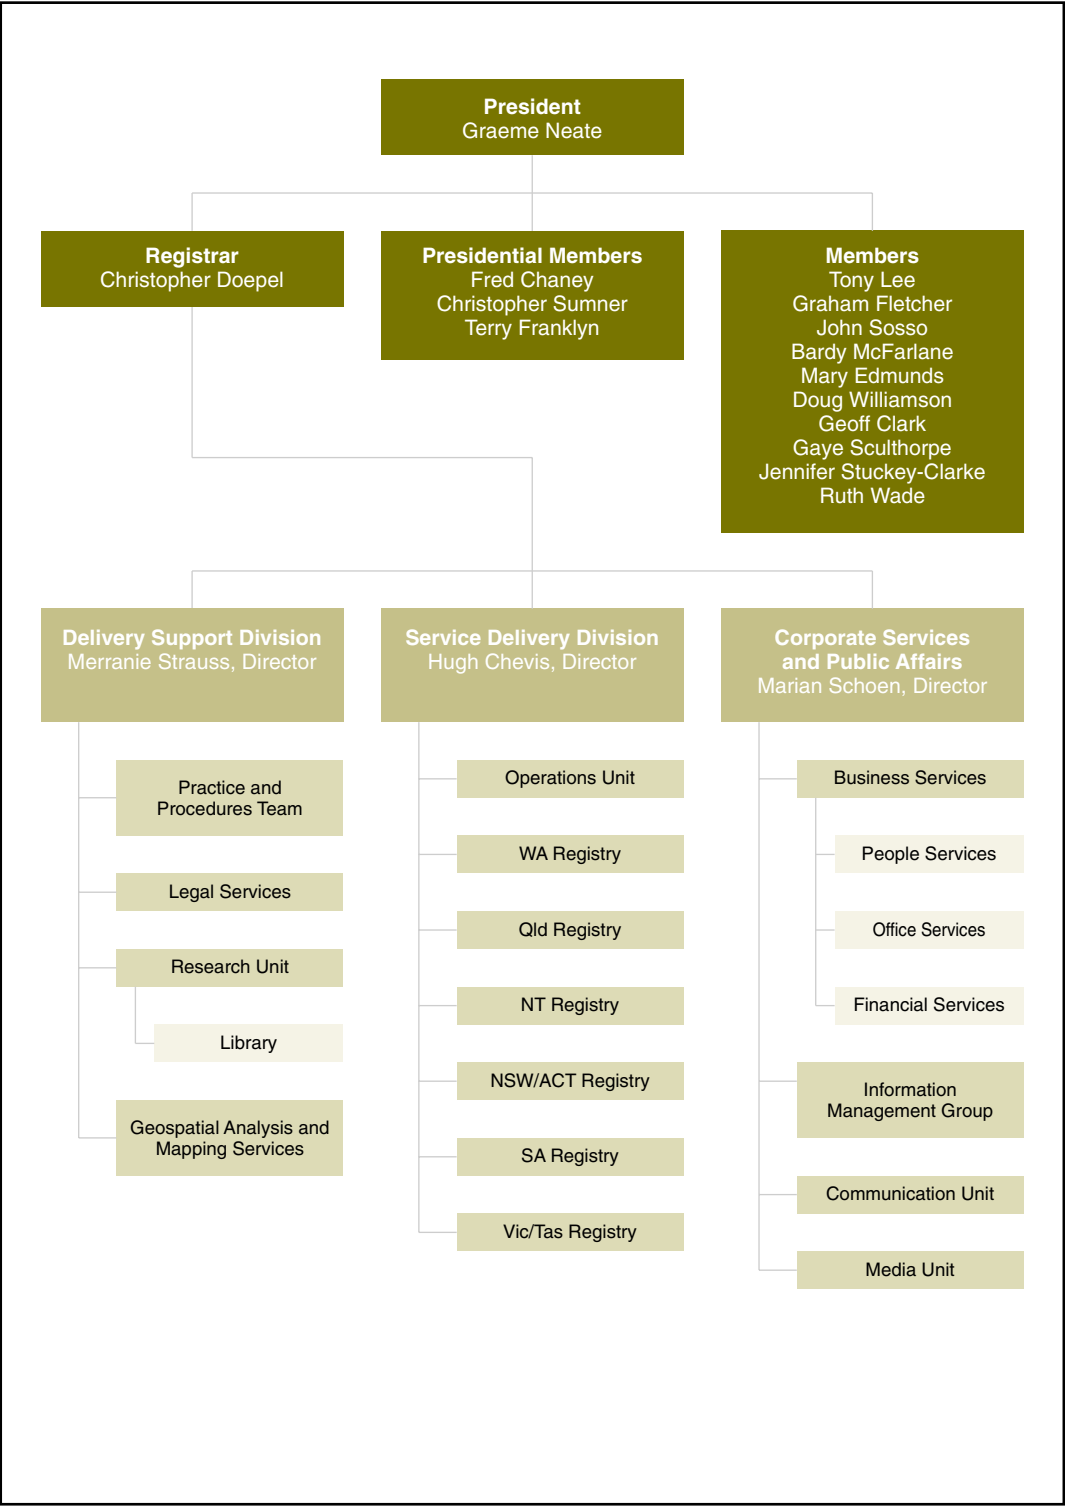 President
Graeme Neate
Registrar
Christopher Doepel
Presidential Members
Fred Chaney
Christopher Sumner
Terry Franklyn
Members
Tony Lee
Graham Fletcher
John Sosso
Bardy McFarlane
Mary Edmunds
Doug Williamson
Geoff Clark
Gaye Sculthorpe
Jennifer Stuckey-Clarke
Ruth Wade
Delivery Support Division
Merranie Strauss, Director
Practice and
Procedures Team
Legal Services
Research Unit
Library
Geospatial Analysis and
Mapping Services
Service Delivery Division
Hugh Chevis, Director
Operations Unit
WA Registry
Qld Registry
NT Registry
NSW/ACT Registry
SA Registry
Vic/Tas Registry
Corporate Services
and Public Affairs
Marian Schoen, Director
Business Services
People Services
Office Services
Financial Services
Information
Management Group
Communication Unit
Media Unit